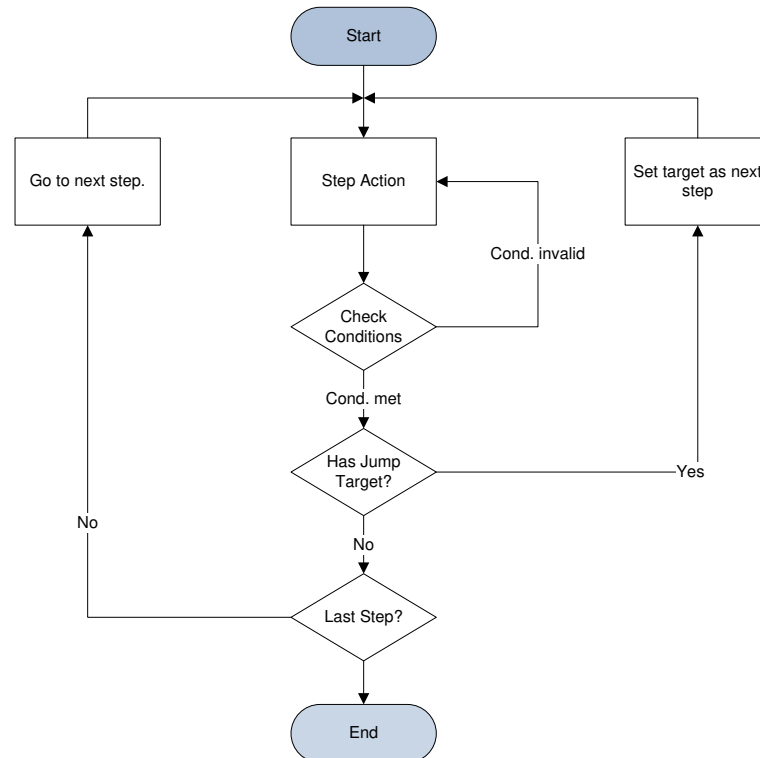 Start
Go to next step.
Step Action
Set target as next
step
Cond. invalid
Check
Conditions
Cond. met
Has Jump
Target?
Yes
No
No
Last Step?
End